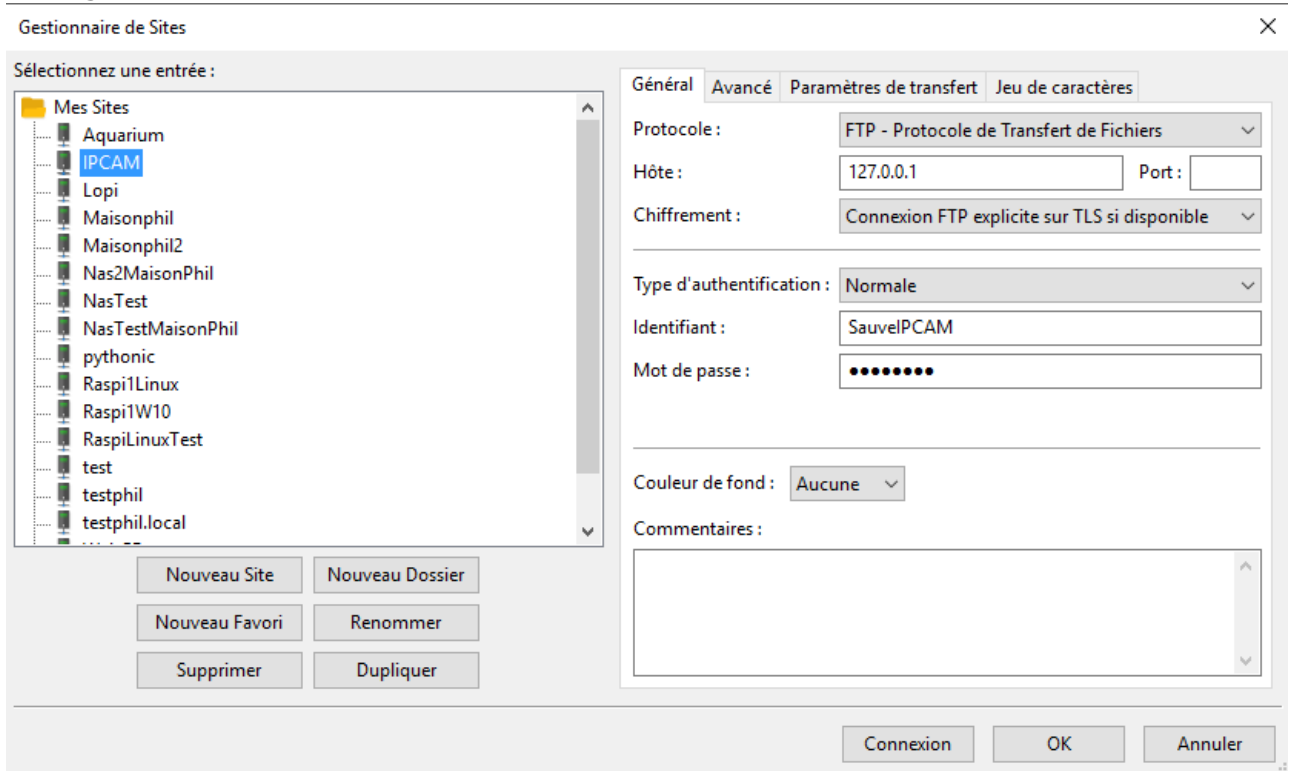 Gestionnaire de Sites
Sélectionnez une entrée :
Mes Sites
Aquarium
IPCAM
Lopi
Maisonphil
Maisonphil2
Nas2MaisonPhil
NasTest
NasTestMaisonPhil
pythonic
Raspi1Linux
Raspi1W10
RaspiLinuxTest
test
testphil
testphil.local
Nouveau Site Nouveau Dossier
Nouveau Favori Renommer
Supprimer Dupliquer
Général Avancé Paramètres de transfert Jeu de caractères
Protocole : FTP - Protocole de Transfert de Fichiers
Hôte : 127.0.0.1 Port :
Chiffrement : Connexion FTP explicite sur TLS si disponible
Type d'authentification : Normale
Identifiant : SauveIPCAM
Mot de passe : ●●●●●●●●
Couleur de fond : Aucune
Commentaires :
Connexion OK Annuler